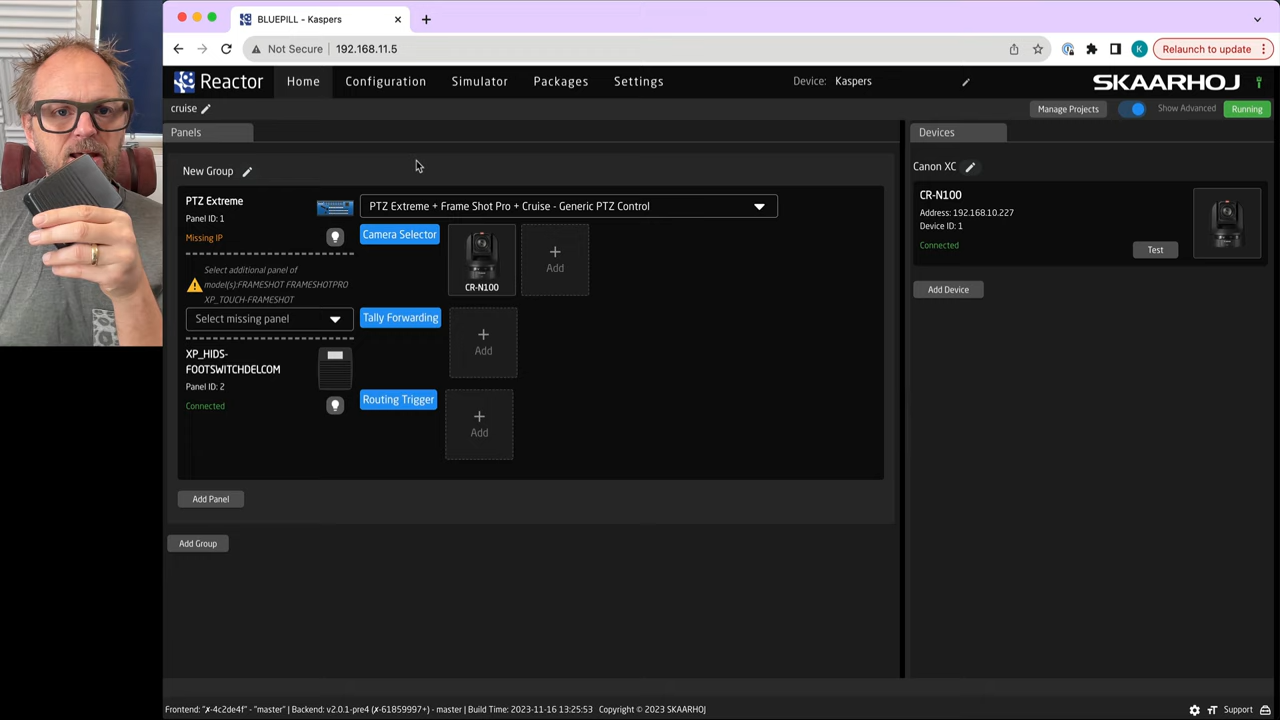 BLUEPILL - Kaspers
Not Secure 192.168.11.5
K
Relaunch to update
Reactor
Home
Configuration
Simulator
Packages
Settings
Device: Kaspers
SKAARHOJ
cruise
Manage Projects
Show Advanced
Running
Panels
New Group
PTZ Extreme
Panel ID: 1
Missing IP
Select additional panel of
model(s):FRAMESHOT FRAMESHOTPRO
XP_TOUCH-FRAMESHOT
Select missing panel
XP_HIDS-
FOOTSWITCHDELCOM
Panel ID: 2
Connected
PTZ Extreme + Frame Shot Pro + Cruise - Generic PTZ Control
Camera Selector
CR-N100
+
Add
Tally Forwarding
+
Add
Routing Trigger
+
Add
Add Panel
Add Group
Devices
Canon XC
CR-N100
Address: 192.168.10.227
Device ID: 1
Connected
Test
Add Device
Frontend: "✗-4c2de4f" - "master" | Backend: v2.0.1-pre4 (✗-61859997+) - master | Build Time: 2023-11-16 13:25:53 Copyright © 2023 SKAARHOJ
Support